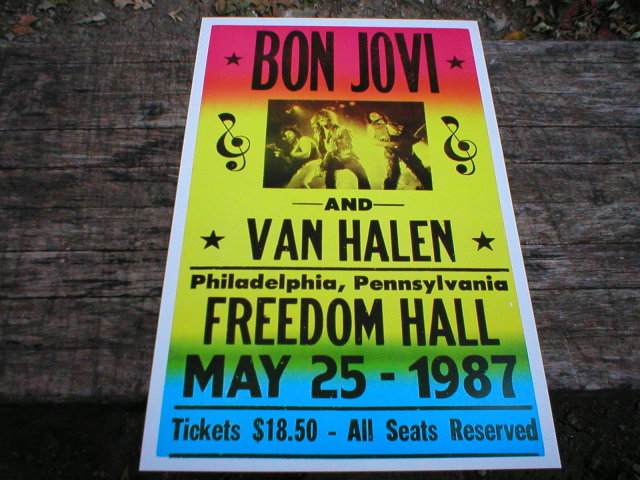 BON JOVI
AND
VAN HALEN
Philadelphia, Pennsylvania
FREEDOM HALL
MAY 25 - 1987
Tickets $18.50 - All Seats Reserved